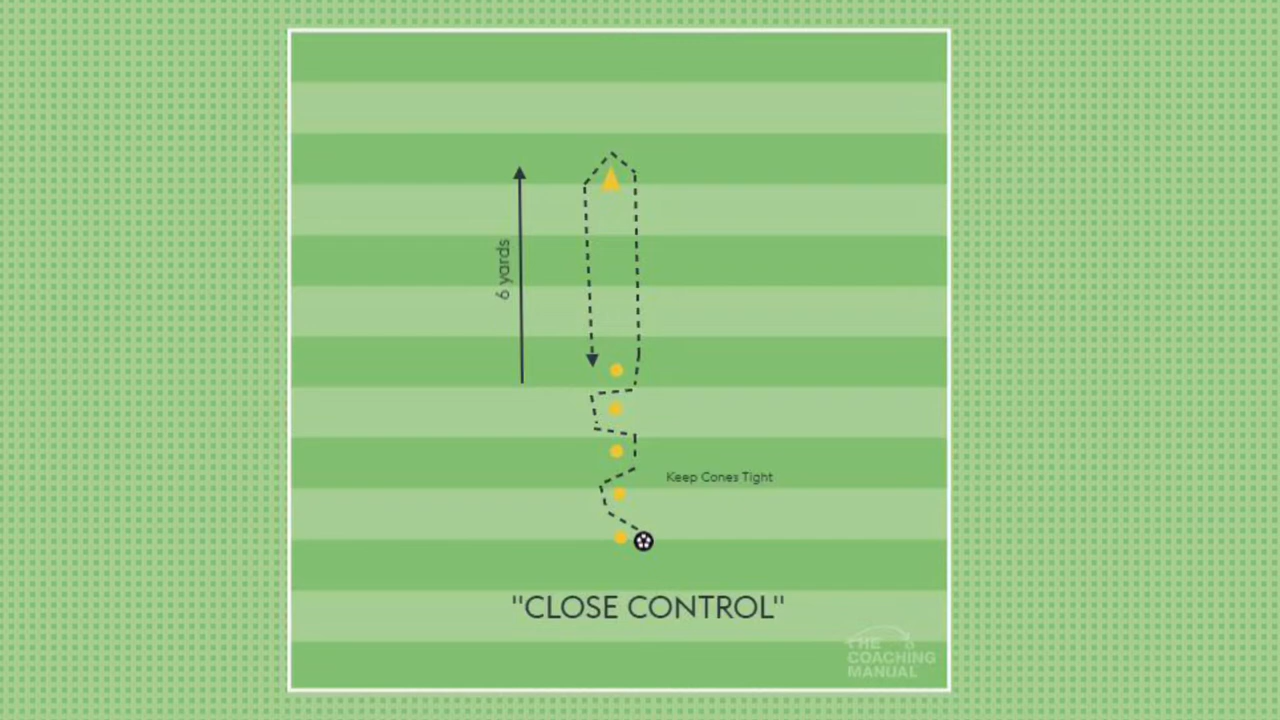 6 yards
Keep Cones Tight
"CLOSE CONTROL"
THE
COACHING
MANUAL